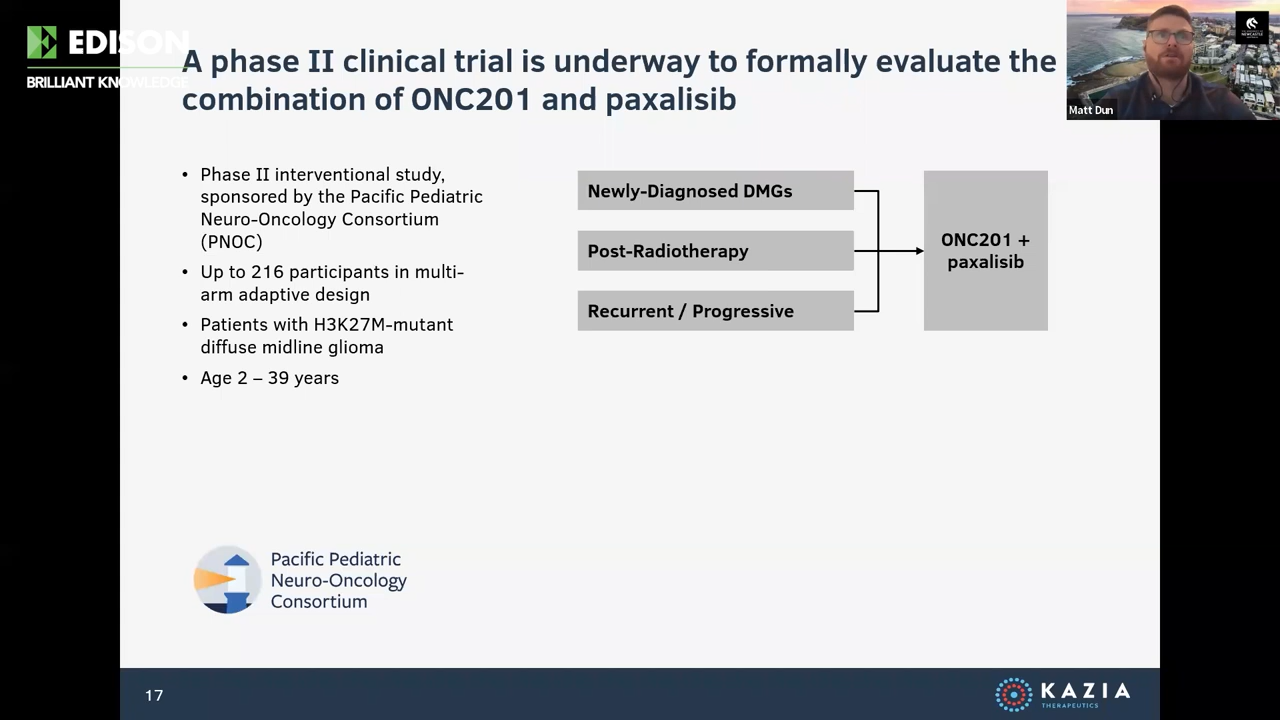 EDISON
BRILLIANT KNOWLEDGE
A phase II clinical trial is underway to formally evaluate the
combination of ONC201 and paxalisib
Matt Dun
• Phase II interventional study,
sponsored by the Pacific Pediatric
Neuro-Oncology Consortium
(PNOC)
• Up to 216 participants in multi-
arm adaptive design
• Patients with H3K27M-mutant
diffuse midline glioma
• Age 2 – 39 years
Newly-Diagnosed DMGs
Post-Radiotherapy
Recurrent / Progressive
ONC201 +
paxalisib
Pacific Pediatric
Neuro-Oncology
Consortium
17
KAZIA
THERAPEUTICS